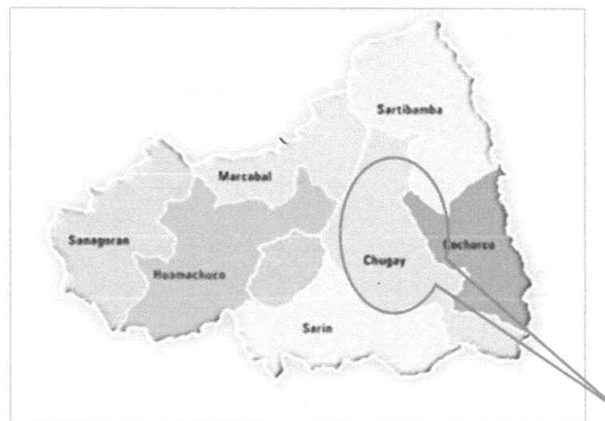 Sartibamba
Marcabal
Sanagoran
Cochorco
Chugay
Huamachuco
Sarin